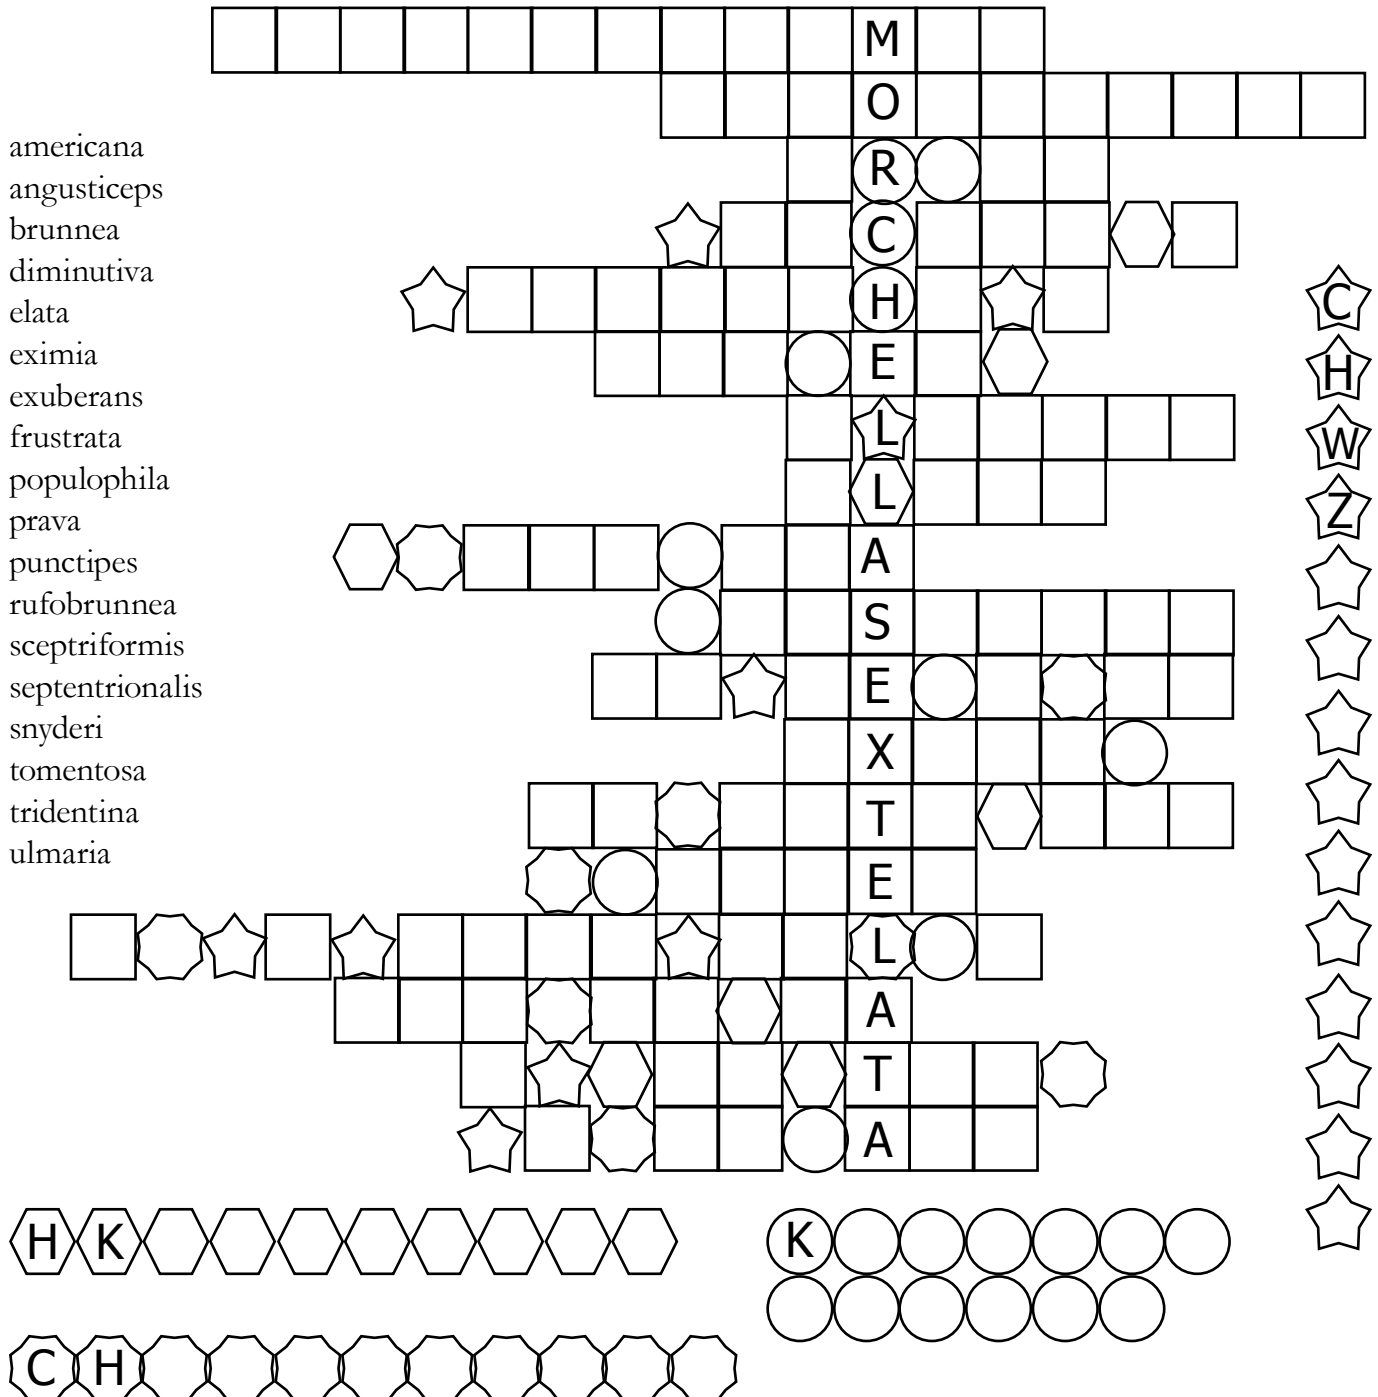 M
O
R
C
H
E
L
L
A
S
E
X
T
E
L
A
T
A
americana
angusticeps
brunnea
diminutiva
elata
eximia
exuberans
frustrata
populophila
prava
punctipes
rufobrunnea
sceptriformis
septentrionalis
snyderi
tomentosa
tridentina
ulmaria
C
H
W
Z
H K
K
C H